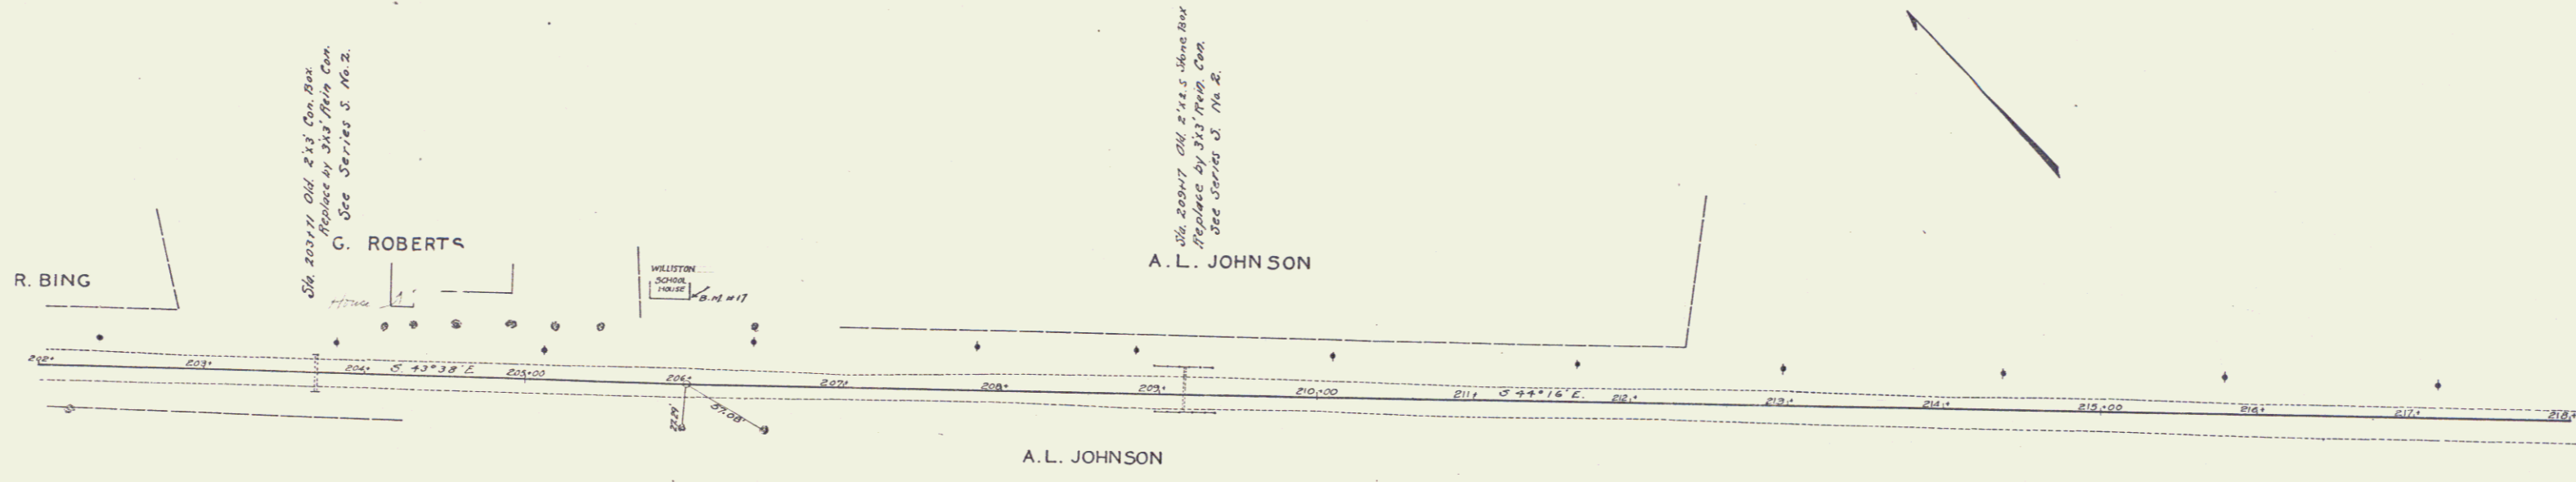 Sta. 203+71 Old. 2'x3' Con. Box.
Replace by 3'x3' Rein Con.
See Series S. No. 2.
Sta. 209+17 Old. 2'x2.5 Stone Box
Replace by 3'x3' Rein. Con.
See Series S. No. 2.
G. ROBERTS
R. BING
House
WILLISTON
SCHOOL
HOUSE
B.M. #17
A.L. JOHNSON
202+
203+
204+
S. 43°38' E.
205+00
206+
207+
208+
209+
210+00
211+
S 44°16' E.
212+
213+
214+
215+00
216+
217+
218+
22.29'
57.08'
A.L. JOHNSON